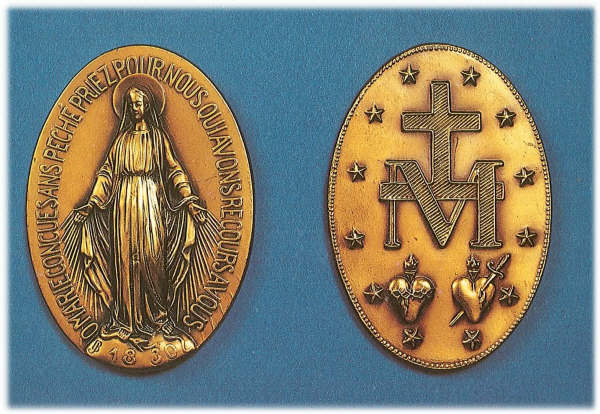 O MARIE CONÇUE SANS PÉCHÉ PRIEZ POUR NOUS QUI AVONS RECOURS A VOUS
1830
M